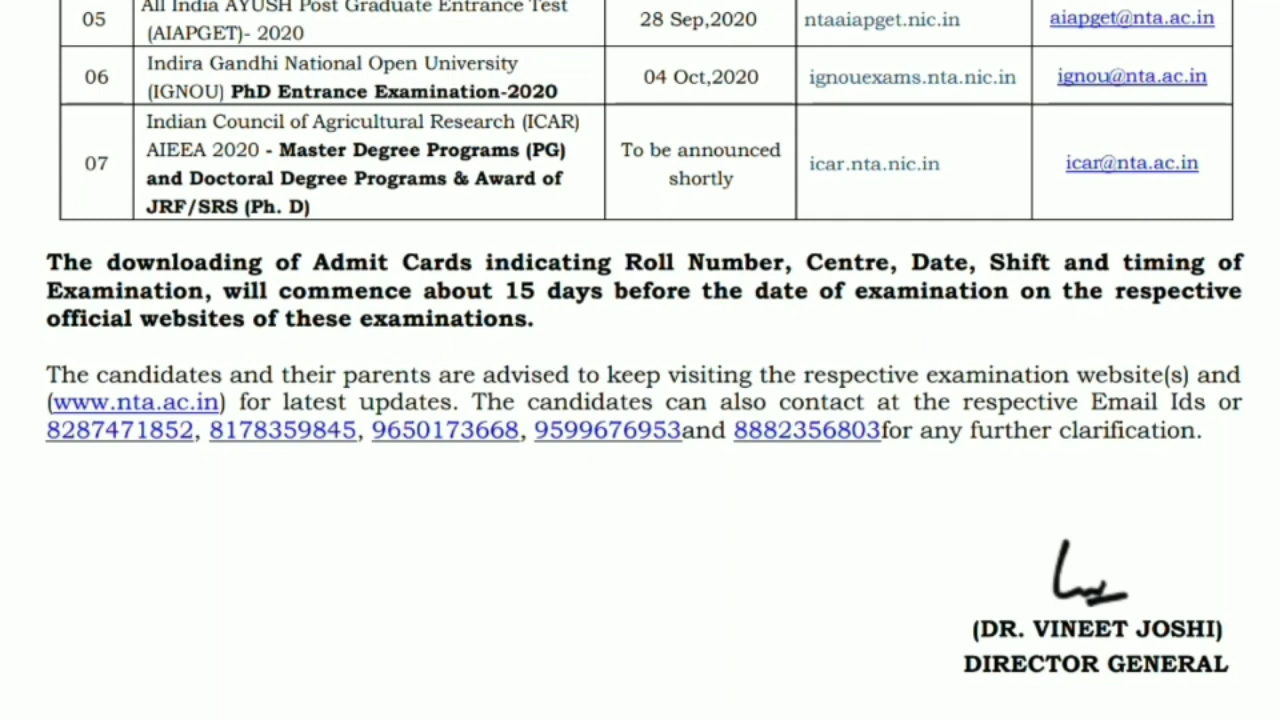 All India AYUSH Post Graduate Entrance Test
05 (AIAPGET)- 2020 28 Sep,2020 ntaaiapget.nic.in aiapget@nta.ac.in
Indira Gandhi National Open University
06 (IGNOU) PhD Entrance Examination-2020 04 Oct,2020 ignouexams.nta.nic.in ignou@nta.ac.in
Indian Council of Agricultural Research (ICAR)
AIEEA 2020 - Master Degree Programs (PG) To be announced
07 and Doctoral Degree Programs & Award of shortly icar.nta.nic.in icar@nta.ac.in
JRF/SRS (Ph. D)
The downloading of Admit Cards indicating Roll Number, Centre, Date, Shift and timing of
Examination, will commence about 15 days before the date of examination on the respective
official websites of these examinations.
The candidates and their parents are advised to keep visiting the respective examination website(s) and
(www.nta.ac.in) for latest updates. The candidates can also contact at the respective Email Ids or
8287471852, 8178359845, 9650173668, 9599676953and 8882356803for any further clarification.
(DR. VINEET JOSHI)
DIRECTOR GENERAL